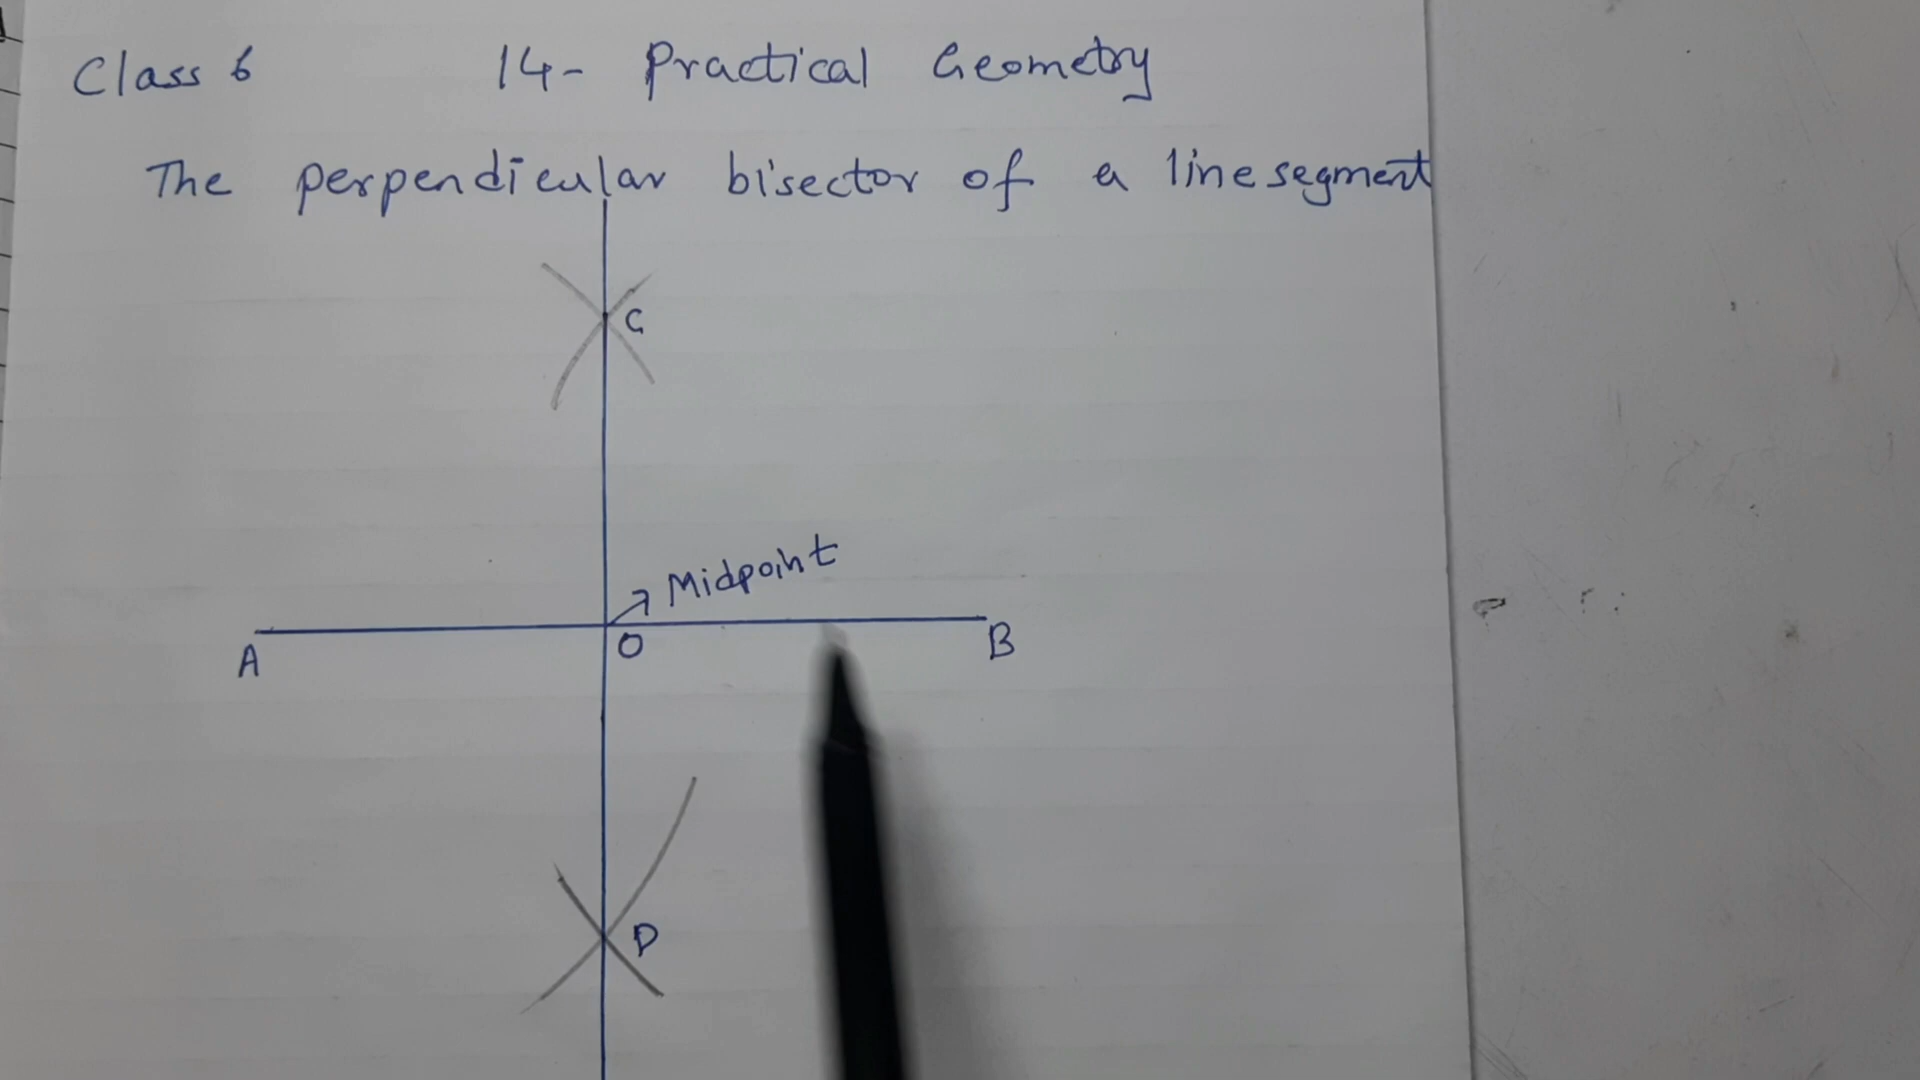 Class 6 14- Practical Geometry
The perpendicular bisector of a line segment
C
Midpoint
A O B
D